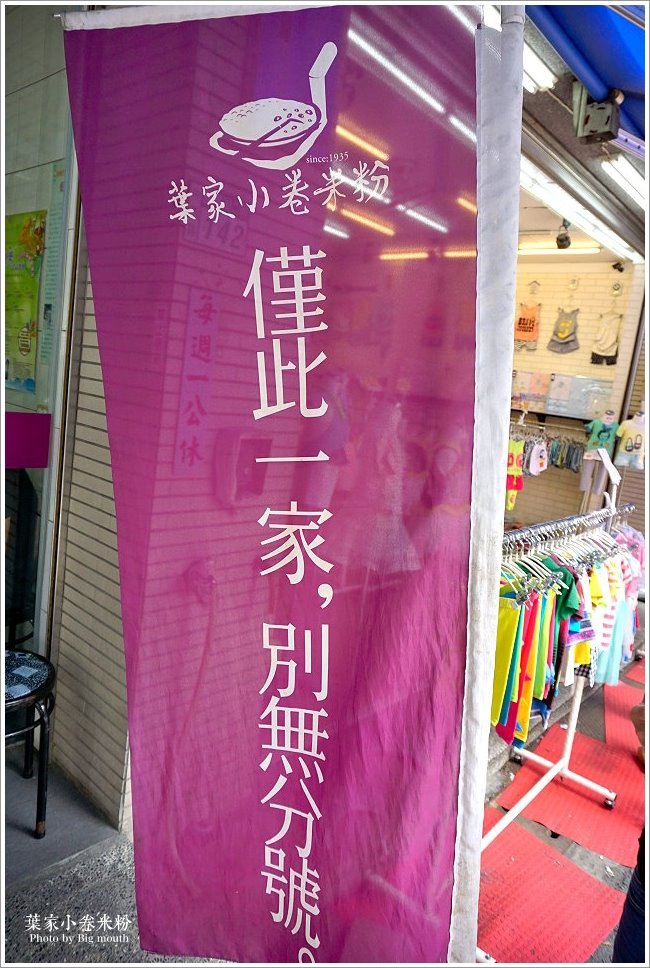 since:1935
葉家小卷米粉
142
每週一公休
僅此一家，別無分號。
葉家小卷米粉
Photo by Big mouth